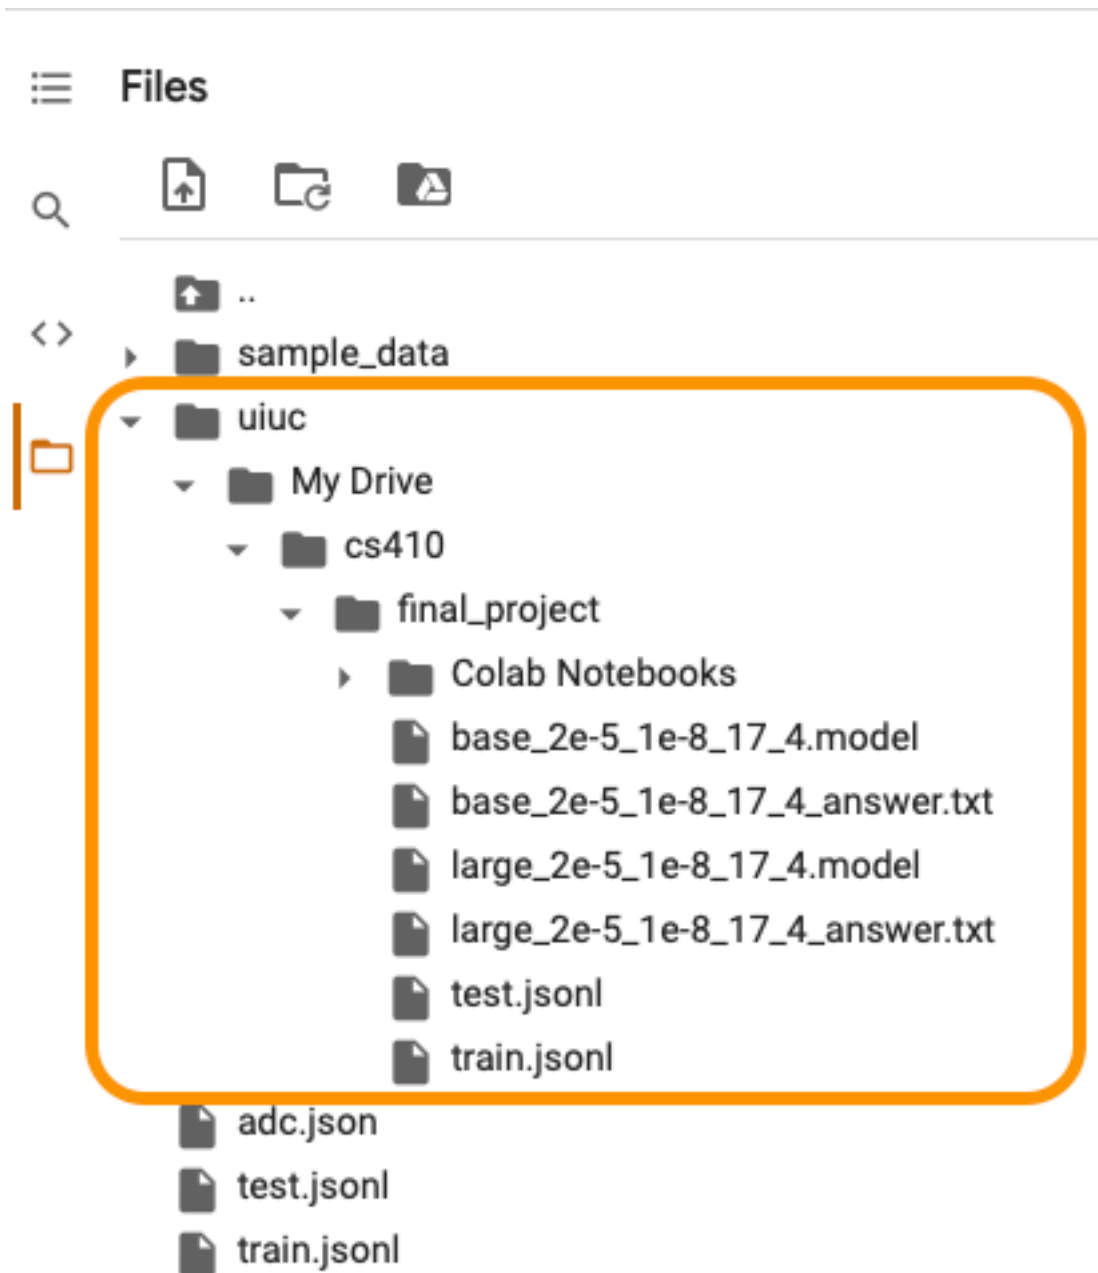 Files
..
sample_data
uiuc
My Drive
cs410
final_project
Colab Notebooks
base_2e-5_1e-8_17_4.model
base_2e-5_1e-8_17_4_answer.txt
large_2e-5_1e-8_17_4.model
large_2e-5_1e-8_17_4_answer.txt
test.jsonl
train.jsonl
adc.json
test.jsonl
train.jsonl